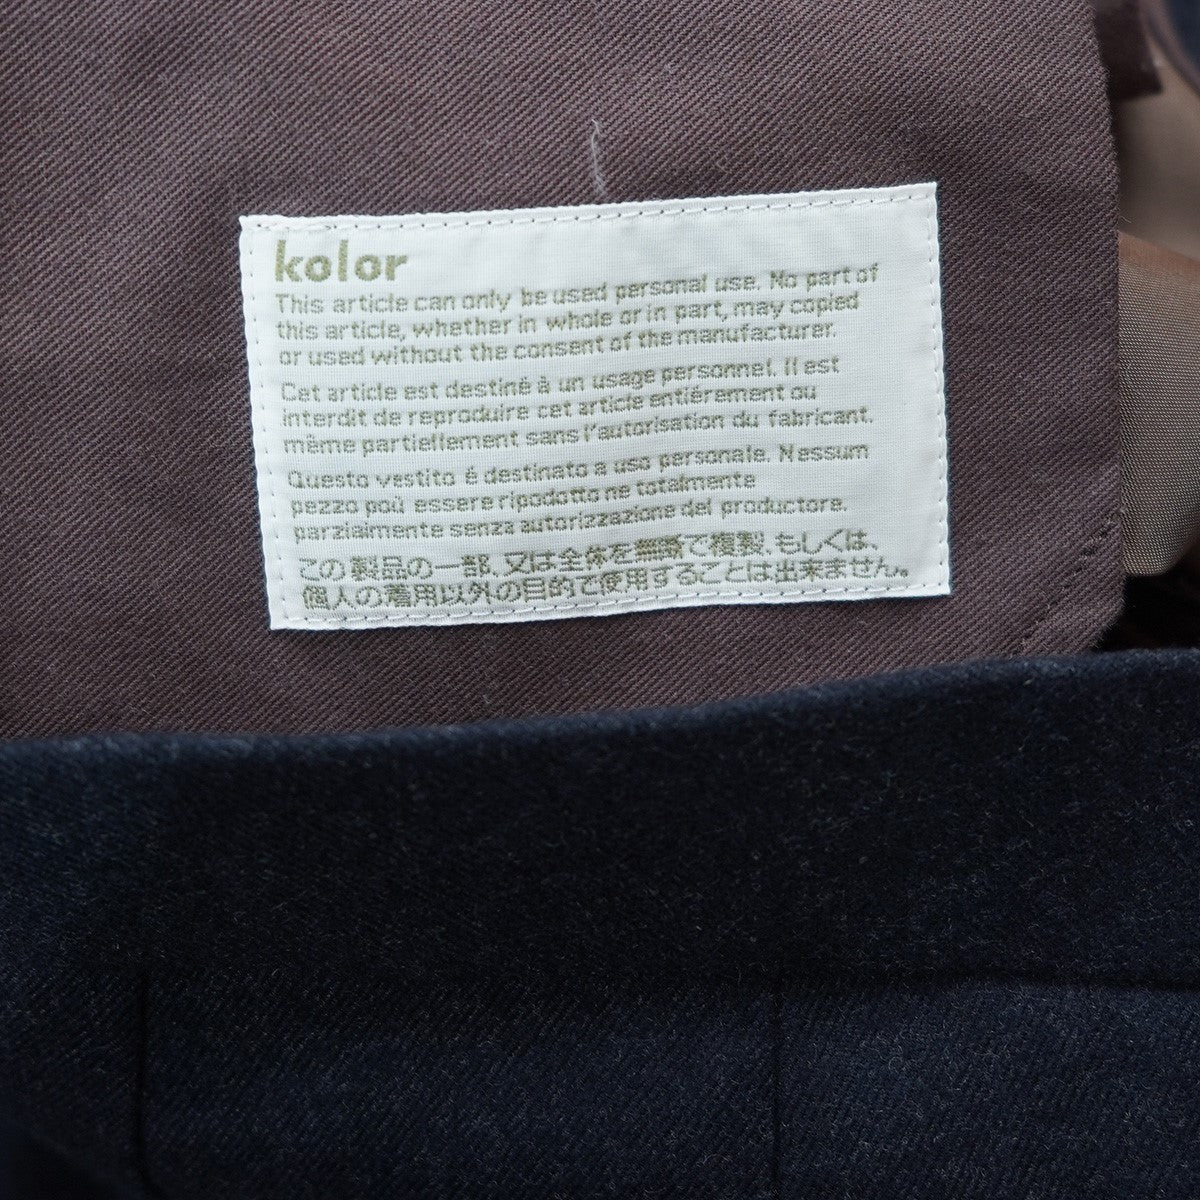 kolor
This article can only be used personal use. No part of
this article, whether in whole or in part, may copied
or used without the consent of the manufacturer.
Cet article est destiné à un usage personnel. Il est
interdit de reproduire cet article entiérement ou
même partiellement sans l'autorisation du fabricant.
Questo vestito é destinato a uso personale. Nessum
pezzo poú essere ripodotto ne totalmente
parzialmente senza autorizzazione del productore.
この製品の一部、又は全体を無断で複製、もしくは、
個人の着用以外の目的で使用することは出来ません。